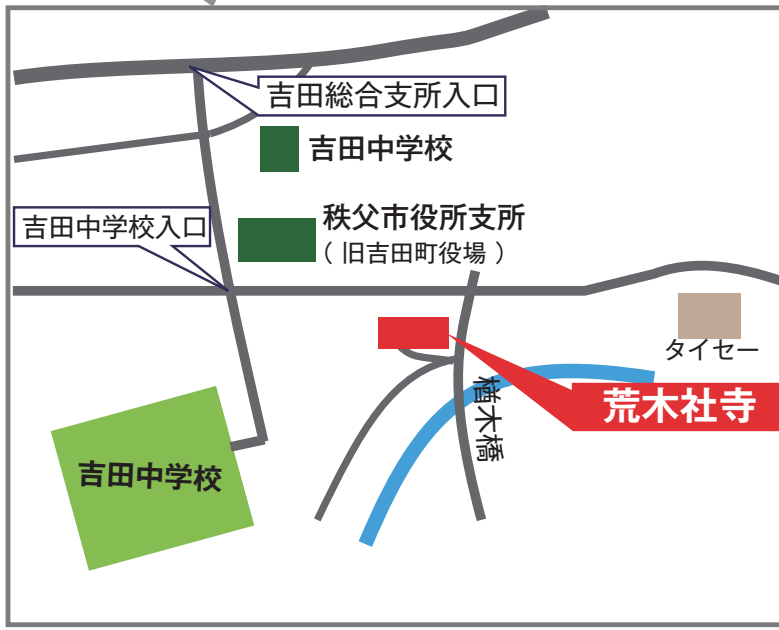 吉田総合支所入口
吉田中学校
吉田中学校入口
秩父市役所支所
（ 旧吉田町役場 ）
タイセー
荒木社寺
楢木橋
吉田中学校